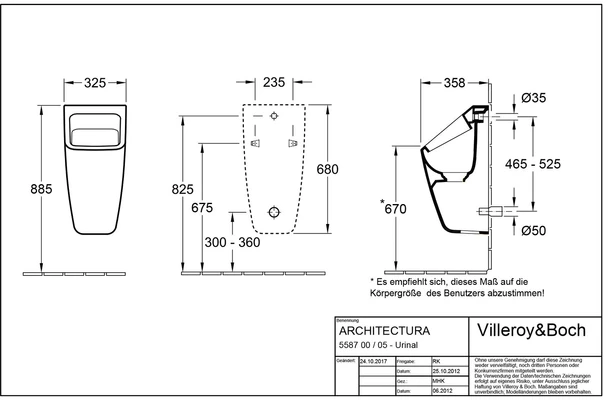 325
235
358
Ø35
885
825
675
300 - 360
680
*670
465 - 525
Ø50
* Es empfiehlt sich, dieses Maß auf die
Körpergröße des Benutzers abzustimmen!
Benennung
ARCHITECTURA
5587 00 / 05 - Urinal
Villeroy&Boch
Geändert: 24.10.2017 Freigabe: RK
Datum: 25.10.2012
Gez.: MHK
Datum: 06.2012
Ohne unsere Genehmigung darf diese Zeichnung
weder vervielfältigt, noch dritten Personen oder
Konkurrenzfirmen mitgeteilt werden.
Die Verwendung der Daten/technischen Zeichnungen
erfolgt auf eigenes Risiko, unter Ausschluss jeglicher
Haftung von Villeroy & Boch. Maßangaben sind
unverbindlich, Modelländerungen bleiben vorbehalten.